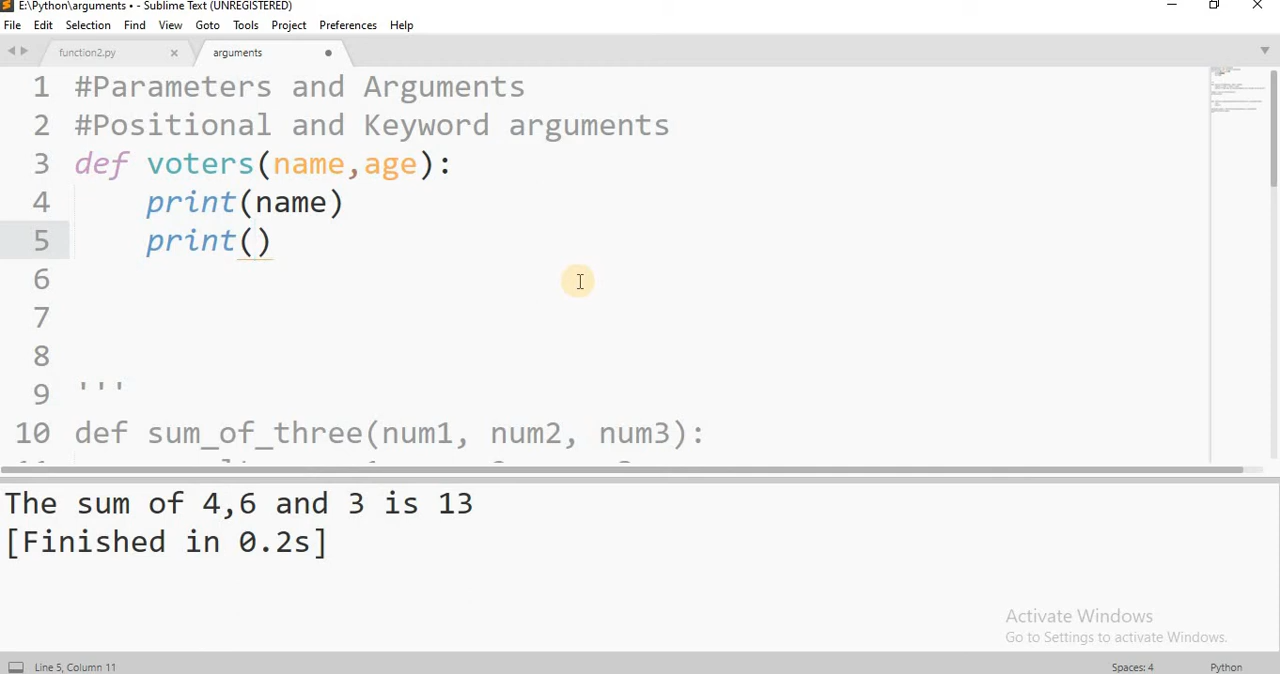 E:\Python\arguments • - Sublime Text (UNREGISTERED)
File Edit Selection Find View Goto Tools Project Preferences Help
function2.py × arguments
1 #Parameters and Arguments
2 #Positional and Keyword arguments
3 def voters(name,age):
4     print(name)
5     print()
6
7
8
9 '''
10 def sum_of_three(num1, num2, num3):
The sum of 4,6 and 3 is 13
[Finished in 0.2s]
Activate Windows
Go to Settings to activate Windows.
Line 5, Column 11 Spaces: 4 Python